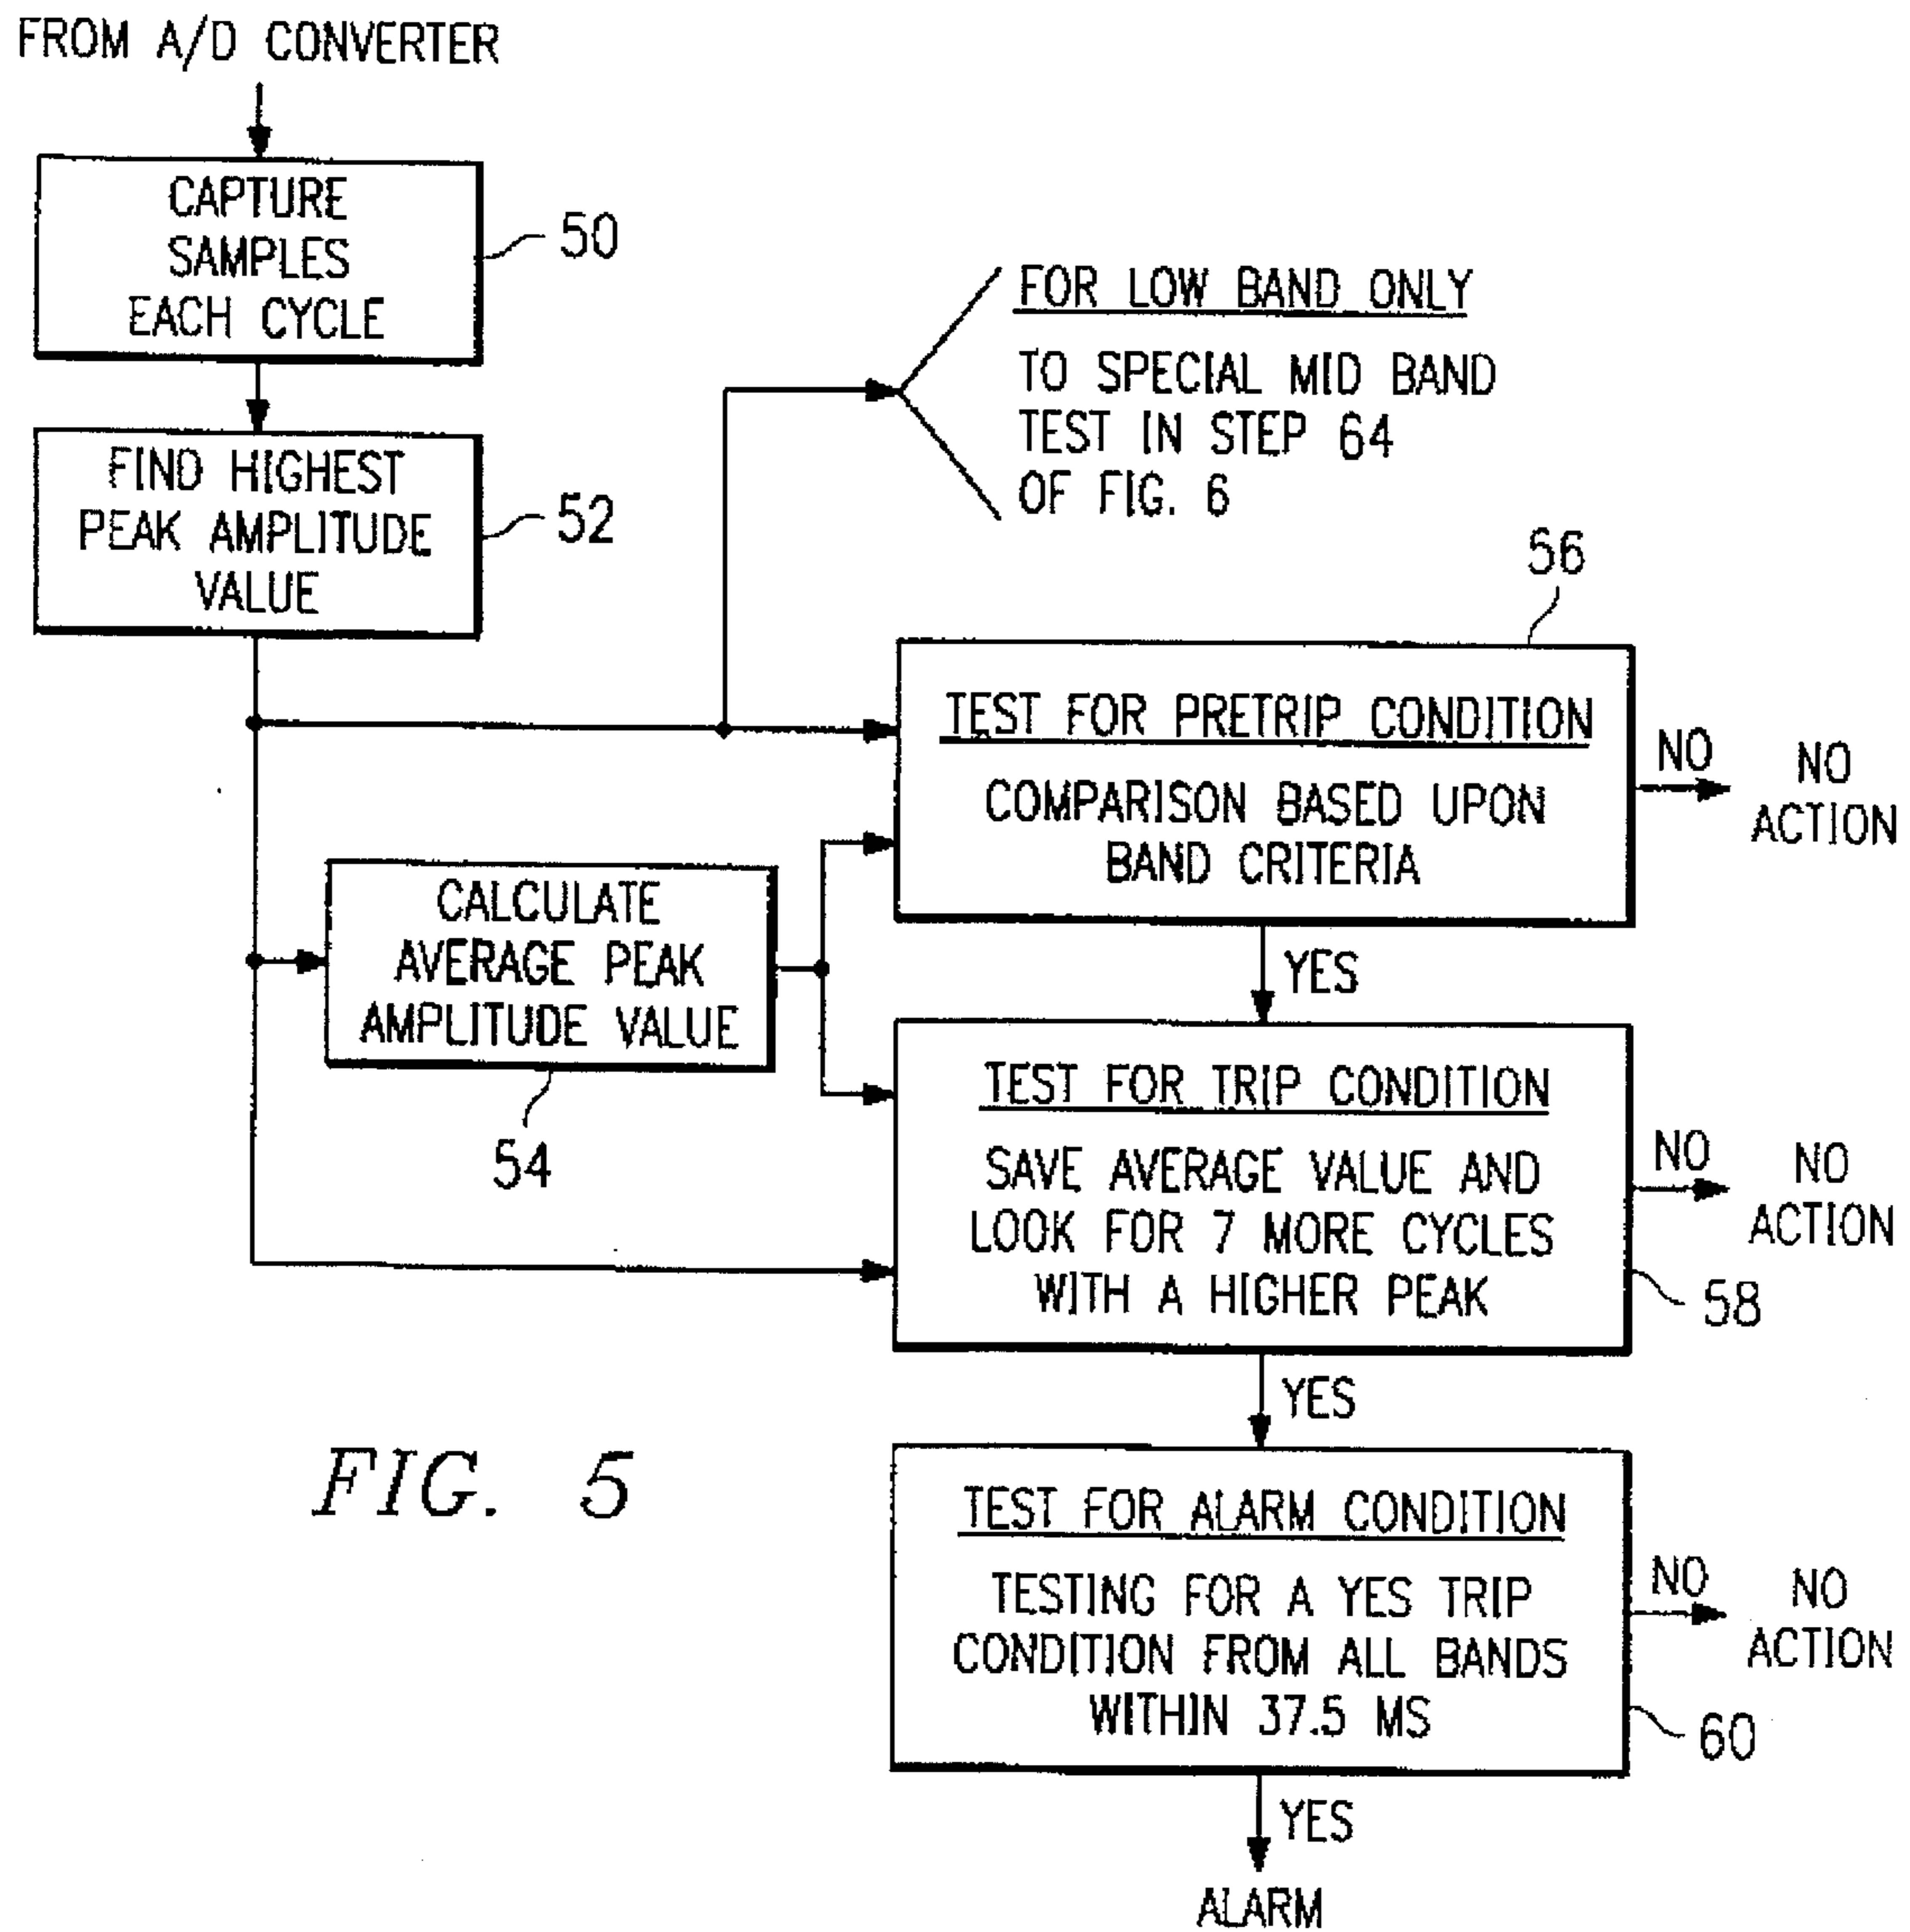 FROM A/D CONVERTER
CAPTURE
SAMPLES
EACH CYCLE
50
FIND HIGHEST
PEAK AMPLITUDE
VALUE
52
FOR LOW BAND ONLY
TO SPECIAL MID BAND
TEST IN STEP 64
OF FIG. 6
56
TEST FOR PRETRIP CONDITION
COMPARISON BASED UPON
BAND CRITERIA
NO
NO
ACTION
YES
CALCULATE
AVERAGE PEAK
AMPLITUDE VALUE
54
TEST FOR TRIP CONDITION
SAVE AVERAGE VALUE AND
LOOK FOR 7 MORE CYCLES
WITH A HIGHER PEAK
NO
NO
ACTION
58
YES
FIG. 5
TEST FOR ALARM CONDITION
TESTING FOR A YES TRIP
CONDITION FROM ALL BANDS
WITHIN 37.5 MS
NO
NO
ACTION
60
YES
ALARM